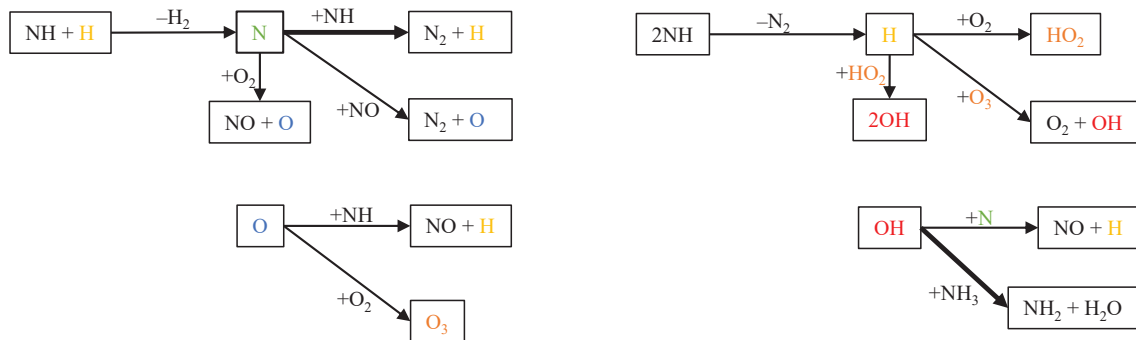 NH + H
–H₂
N
+NH
N₂ + H
+O₂
+NO
NO + O
N₂ + O
2NH
–N₂
H
+O₂
HO₂
+HO₂
+O₃
2OH
O₂ + OH
O
+NH
NO + H
+O₂
O₃
OH
+N
NO + H
+NH₃
NH₂ + H₂O